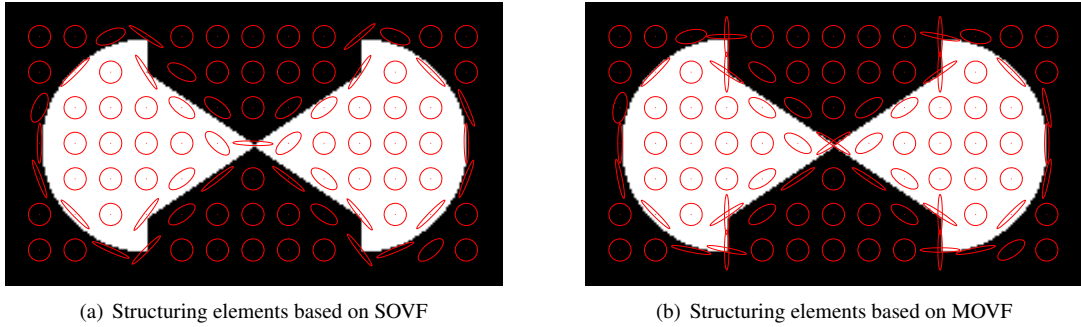 (a) Structuring elements based on SOVF
(b) Structuring elements based on MOVF